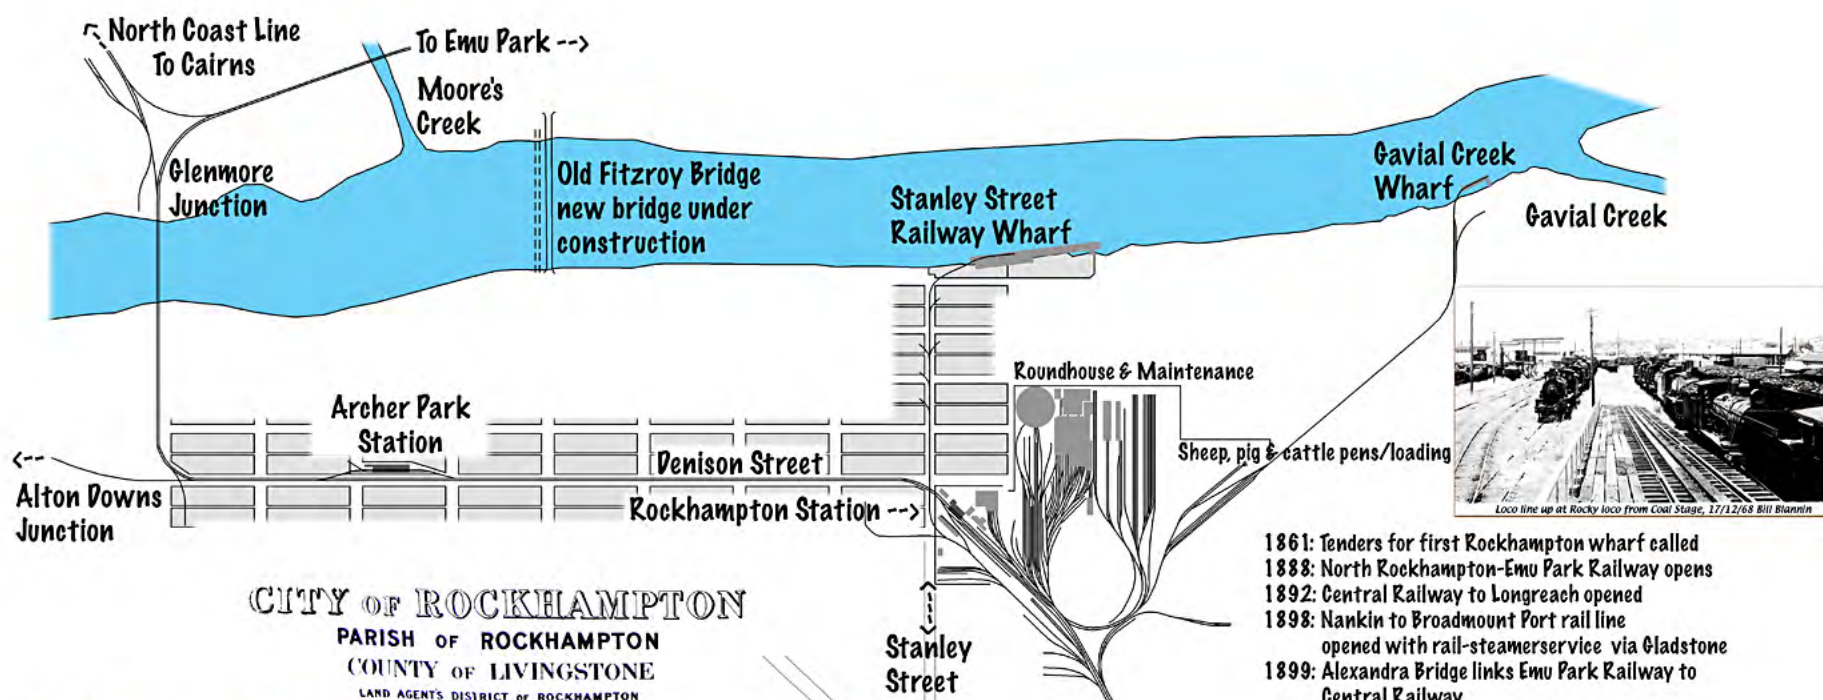 North Coast Line
To Cairns
To Emu Park -->
Moore's
Creek
Glenmore
Junction
Old Fitzroy Bridge
new bridge under
construction
Stanley Street
Railway Wharf
Gavial Creek
Wharf
Gavial Creek
Roundhouse & Maintenance
Archer Park
Station
Sheep, pig & cattle pens/loading
<--
Alton Downs
Junction
Denison Street
Rockhampton Station -->
Loco line up at Rocky loco from Coal Stage, 17/12/68 Bill Blannin
CITY OF ROCKHAMPTON
PARISH OF ROCKHAMPTON
COUNTY OF LIVINGSTONE
LAND AGENT'S DISTRICT OF ROCKHAMPTON
Stanley
Street
1861: Tenders for first Rockhampton wharf called
1888: North Rockhampton-Emu Park Railway opens
1892: Central Railway to Longreach opened
1898: Nankin to Broadmount Port rail line
opened with rail-steamerservice via Gladstone
1899: Alexandra Bridge links Emu Park Railway to
Central Railway